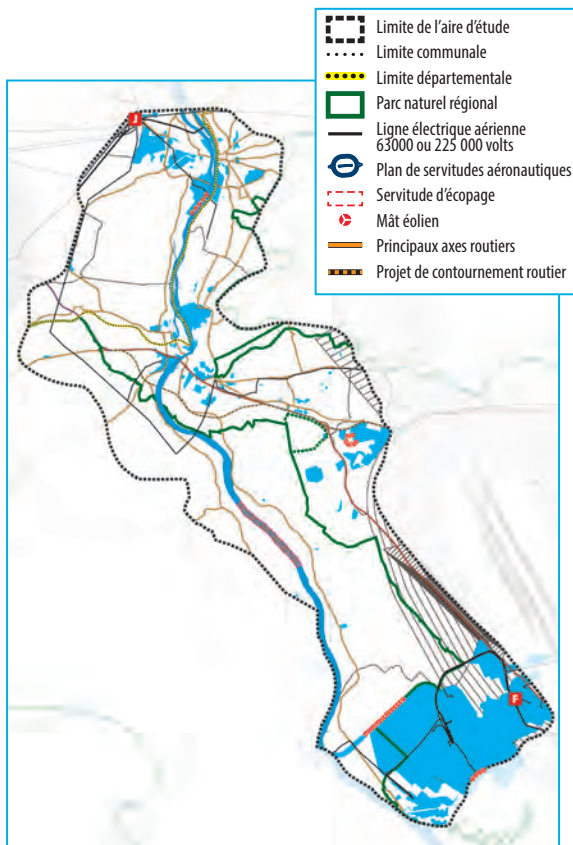 Limite de l'aire d'étude
Limite communale
Limite départementale
Parc naturel régional
Ligne électrique aérienne
63000 ou 225 000 volts
Plan de servitudes aéronautiques
Servitude d'écopage
Mât éolien
Principaux axes routiers
Projet de contournement routier
J
F